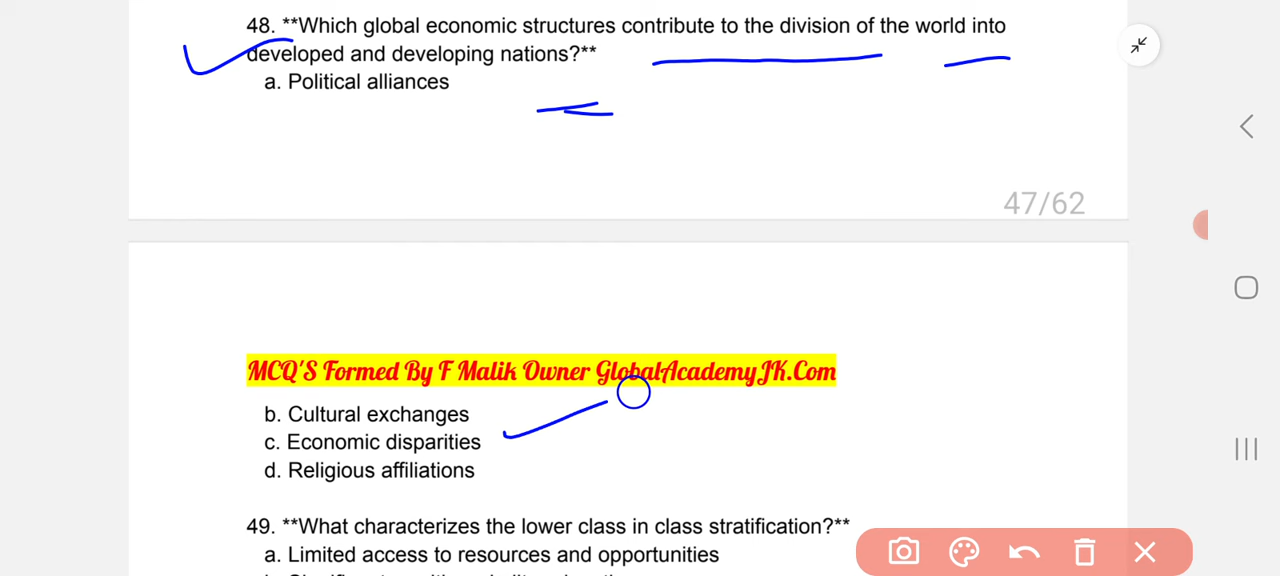 48. **Which global economic structures contribute to the division of the world into
developed and developing nations?**
a. Political alliances
47/62
MCQ'S Formed By F Malik Owner GlobalAcademyJK.Com
b. Cultural exchanges
c. Economic disparities
d. Religious affiliations
49. **What characterizes the lower class in class stratification?**
a. Limited access to resources and opportunities